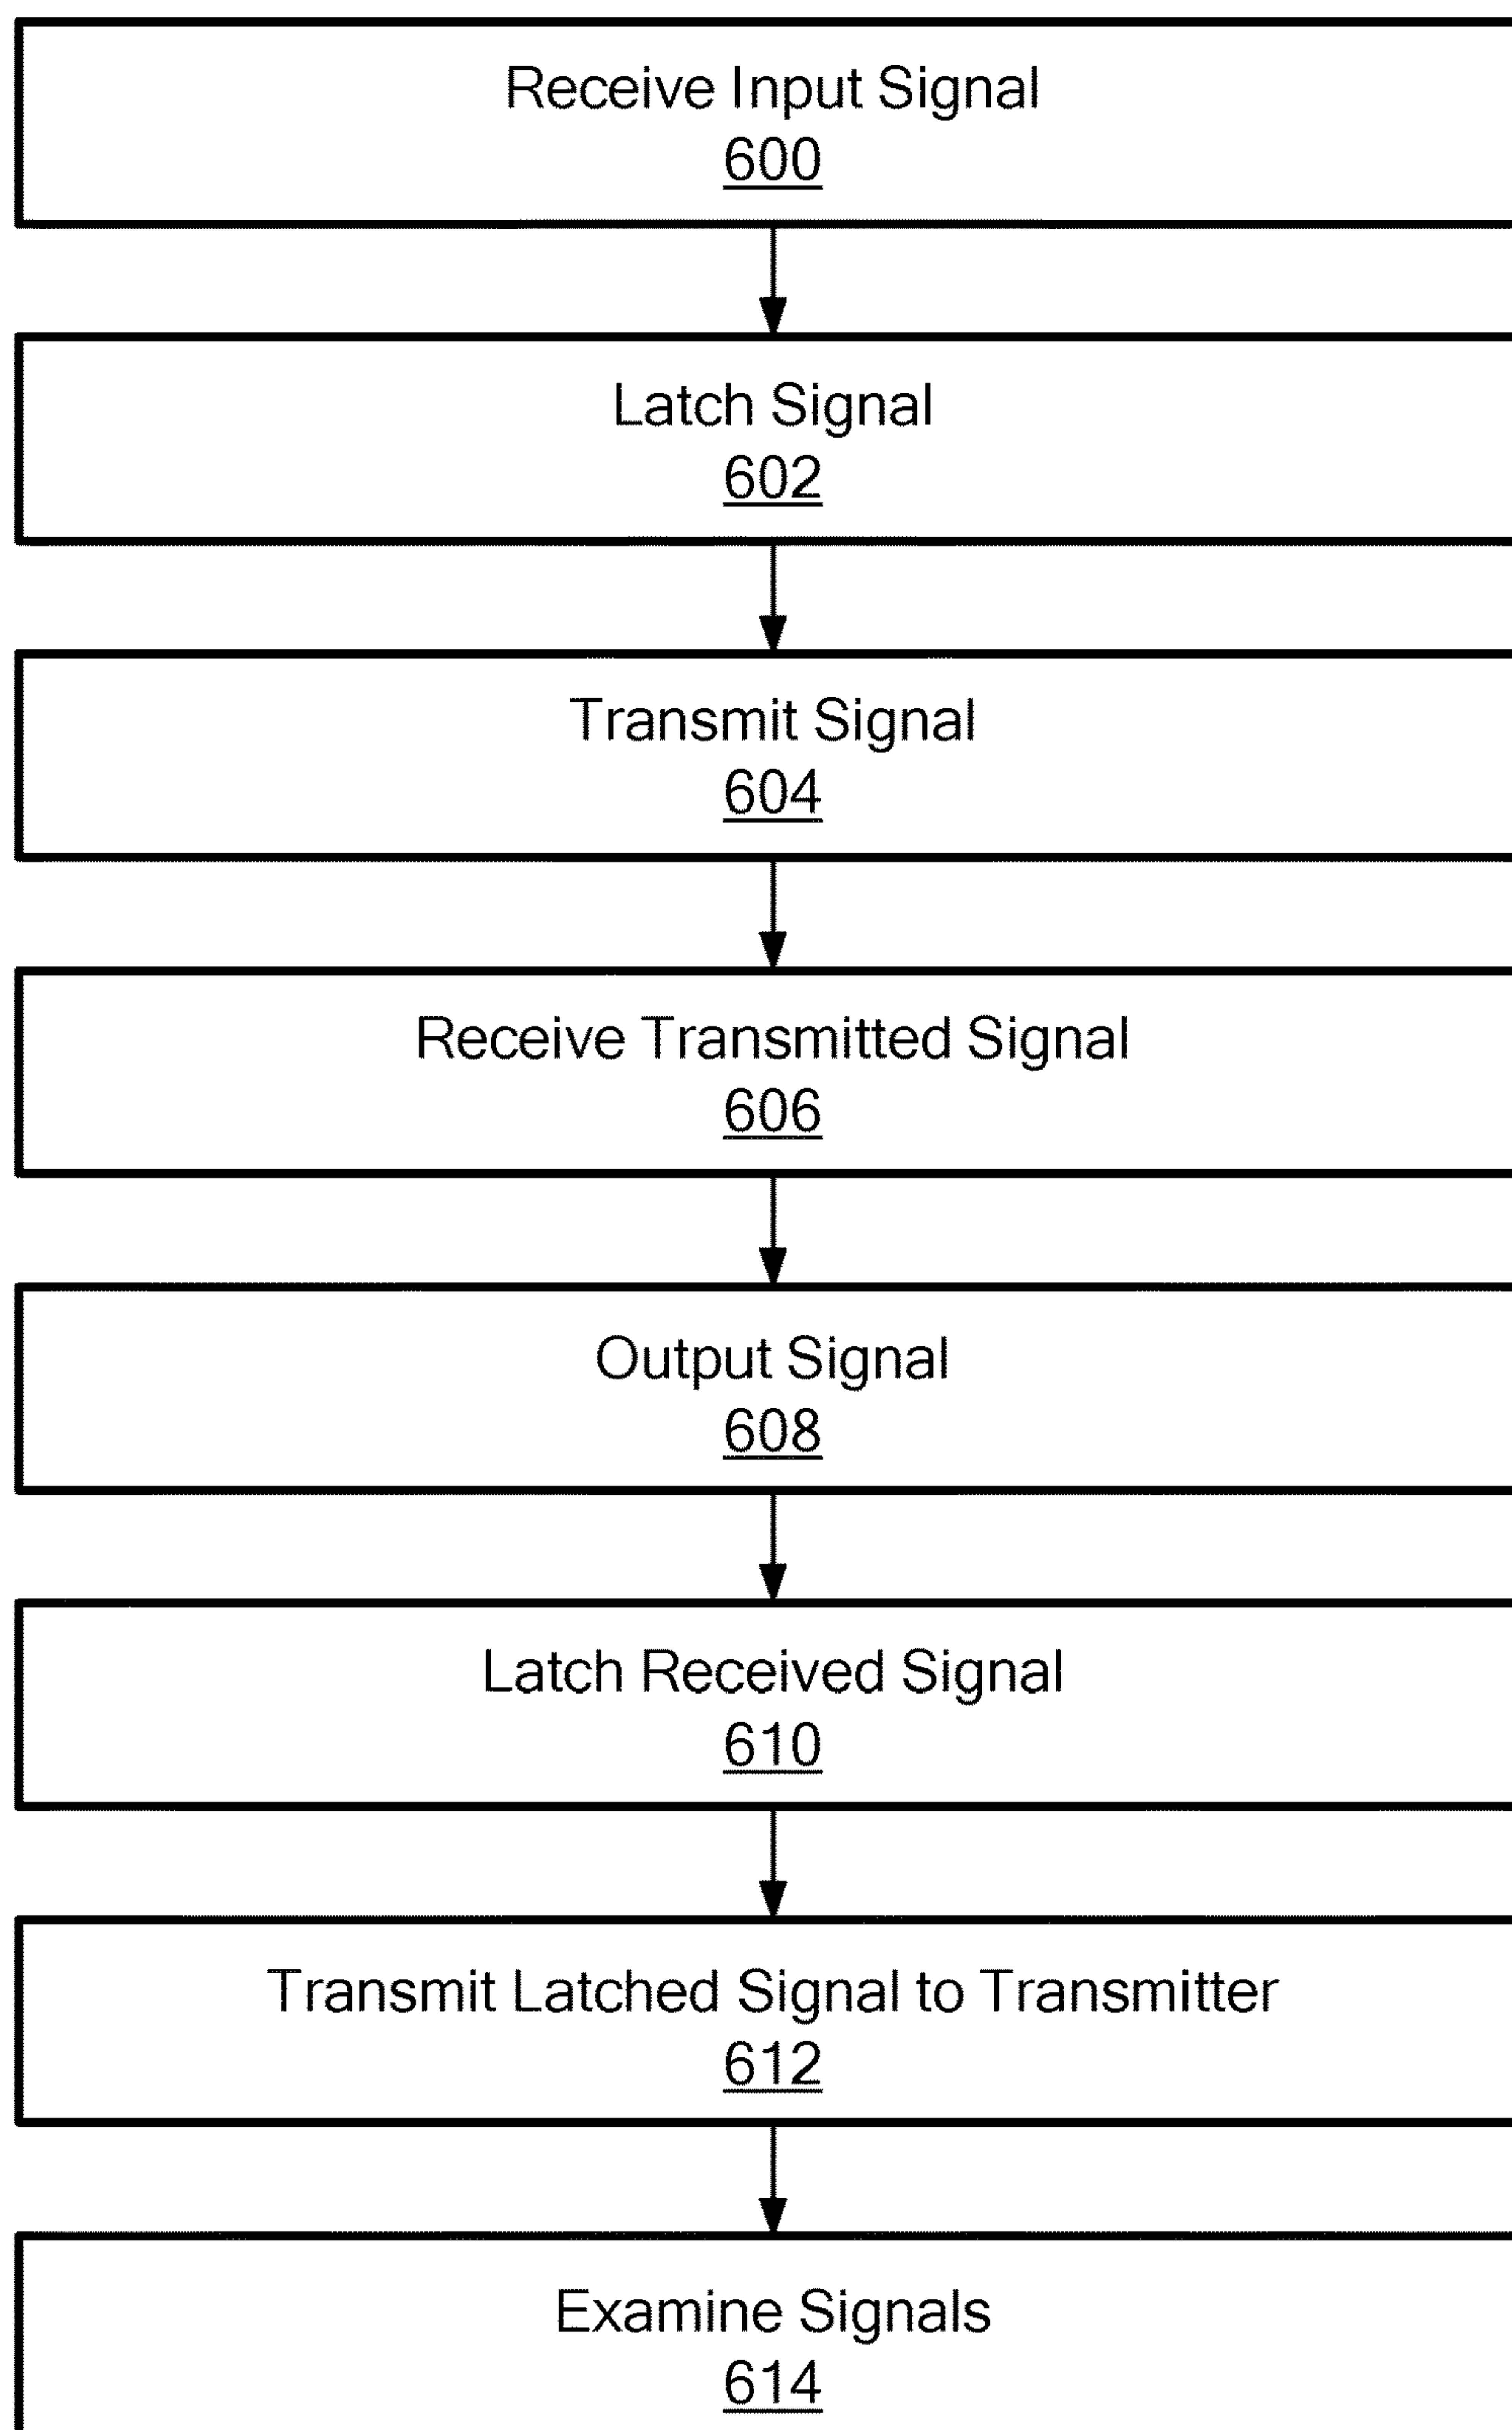 Receive Input Signal
600
Latch Signal
602
Transmit Signal
604
Receive Transmitted Signal
606
Output Signal
608
Latch Received Signal
610
Transmit Latched Signal to Transmitter
612
Examine Signals
614